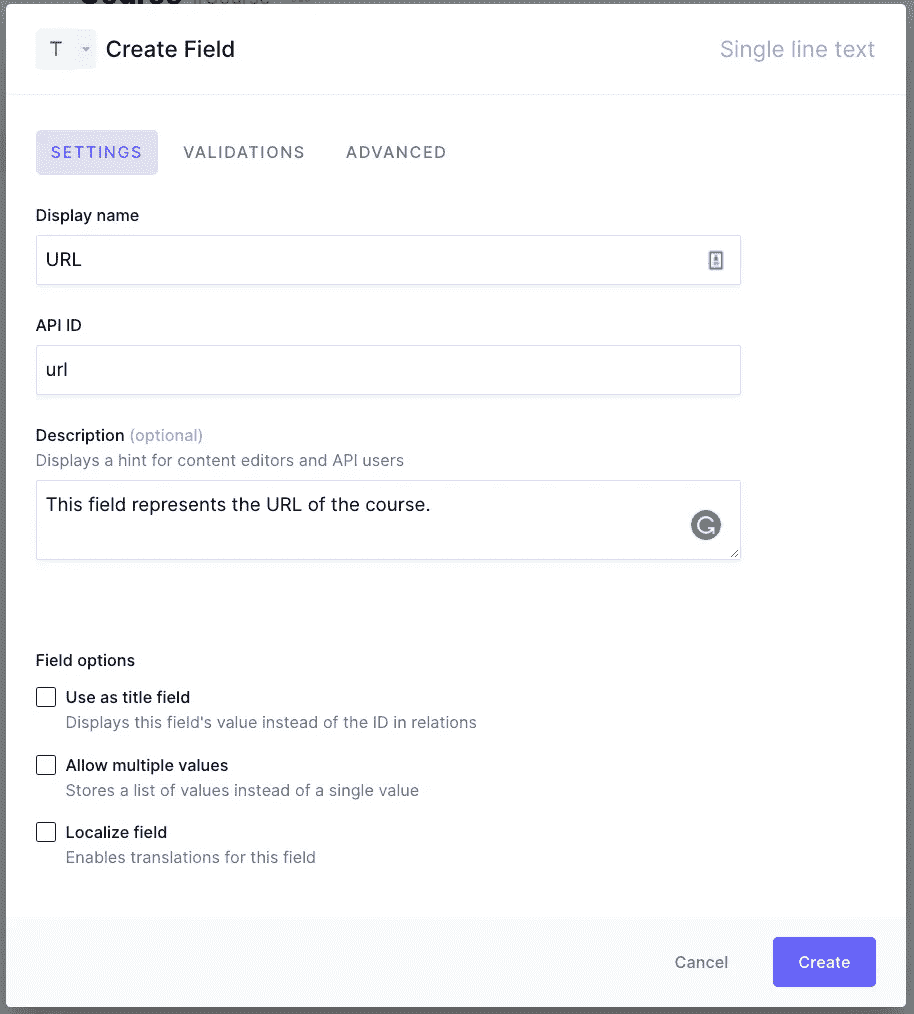 T Create Field Single line text
SETTINGS VALIDATIONS ADVANCED
Display name
URL
API ID
url
Description (optional)
Displays a hint for content editors and API users
This field represents the URL of the course.
Field options
Use as title field
Displays this field's value instead of the ID in relations
Allow multiple values
Stores a list of values instead of a single value
Localize field
Enables translations for this field
Cancel Create